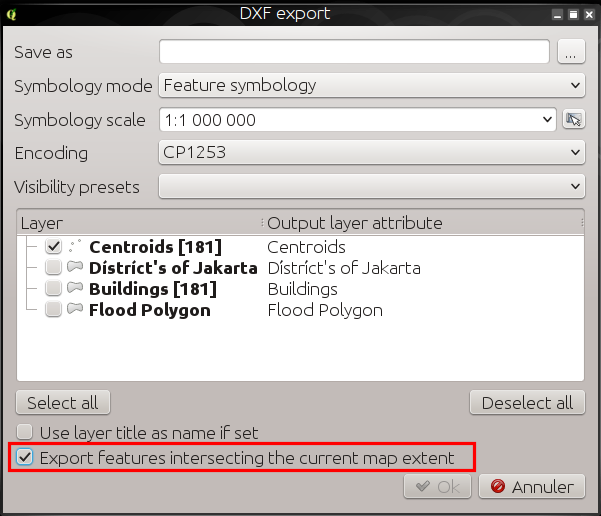 DXF export
Save as ...
Symbology mode Feature symbology
Symbology scale 1:1 000 000
Encoding CP1253
Visibility presets
Layer Output layer attribute
Centroids [181] Centroids
Dístríct's of Jakarta Dístríct's of Jakarta
Buildings [181] Buildings
Flood Polygon Flood Polygon
Select all Deselect all
Use layer title as name if set
Export features intersecting the current map extent
Ok Annuler